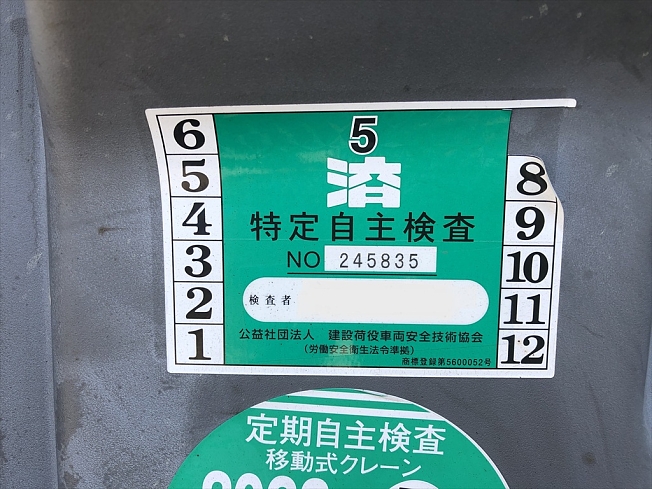 5
済
特定自主検査
NO 245835
検査者
公益社団法人 建設荷役車両安全技術協会
(労働安全衛生法令準拠)
商標登録第5600052号
6
5
4
3
2
1
8
9
10
11
12
定期自主検査
移動式クレーン